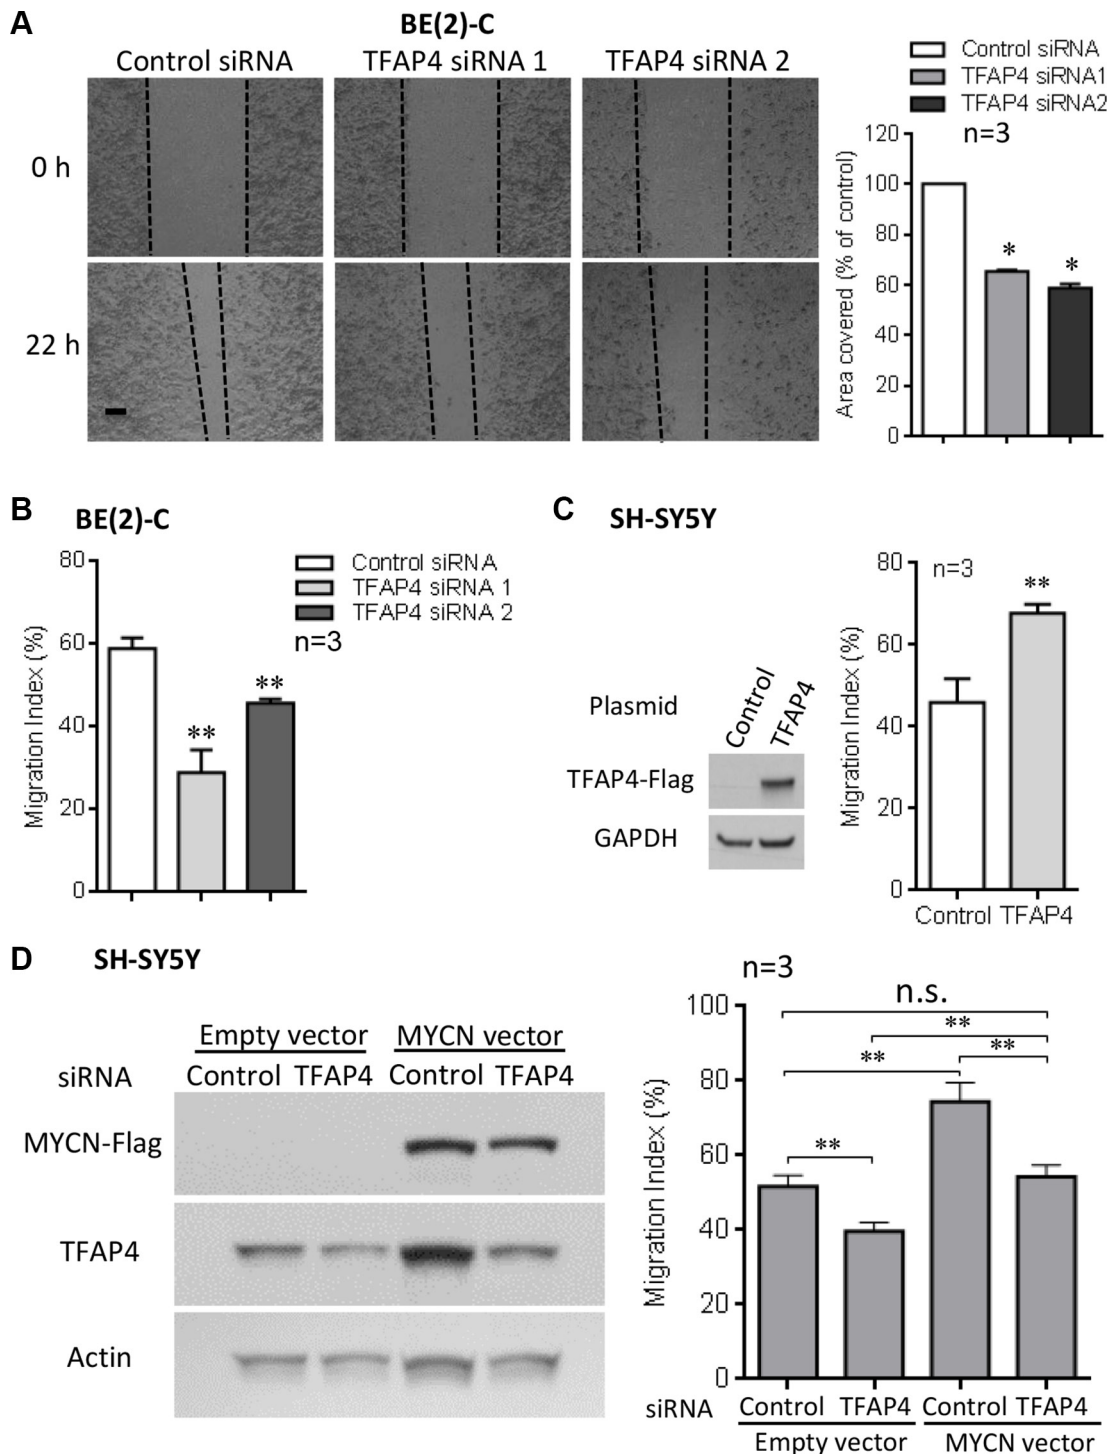 A
BE(2)-C
Control siRNA TFAP4 siRNA 1 TFAP4 siRNA 2
0 h
22 h
Control siRNA
TFAP4 siRNA1
TFAP4 siRNA2
n=3
Area covered (% of control)
120
100
80
60
40
20
0
*
*
B
BE(2)-C
Control siRNA
TFAP4 siRNA 1
TFAP4 siRNA 2
n=3
Migration Index (%)
80
60
40
20
0
**
**
C
SH-SY5Y
Plasmid
Control
TFAP4
TFAP4-Flag
GAPDH
n=3
**
Migration Index (%)
80
60
40
20
0
Control TFAP4
D
SH-SY5Y
Empty vector MYCN vector
siRNA Control TFAP4 Control TFAP4
MYCN-Flag
TFAP4
Actin
n=3
n.s.
**
**
**
**
Migration Index (%)
100
80
60
40
20
0
siRNA Control TFAP4 Control TFAP4
Empty vector MYCN vector